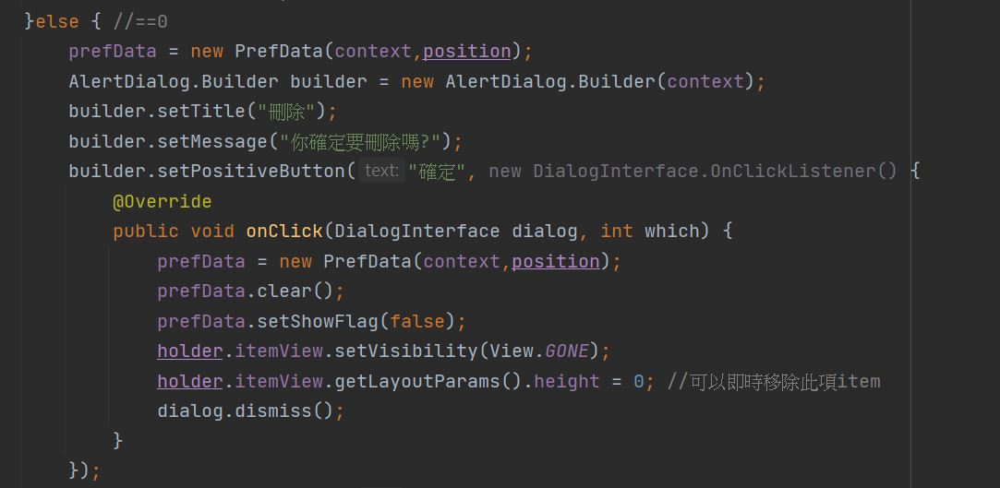 }else { //==0
prefData = new PrefData(context,position);
AlertDialog.Builder builder = new AlertDialog.Builder(context);
builder.setTitle("刪除");
builder.setMessage("你確定要刪除嗎?");
builder.setPositiveButton( text: "確定", new DialogInterface.OnClickListener() {
@Override
public void onClick(DialogInterface dialog, int which) {
prefData = new PrefData(context,position);
prefData.clear();
prefData.setShowFlag(false);
holder.itemView.setVisibility(View.GONE);
holder.itemView.getLayoutParams().height = 0; //可以即時移除此項item
dialog.dismiss();
}
});